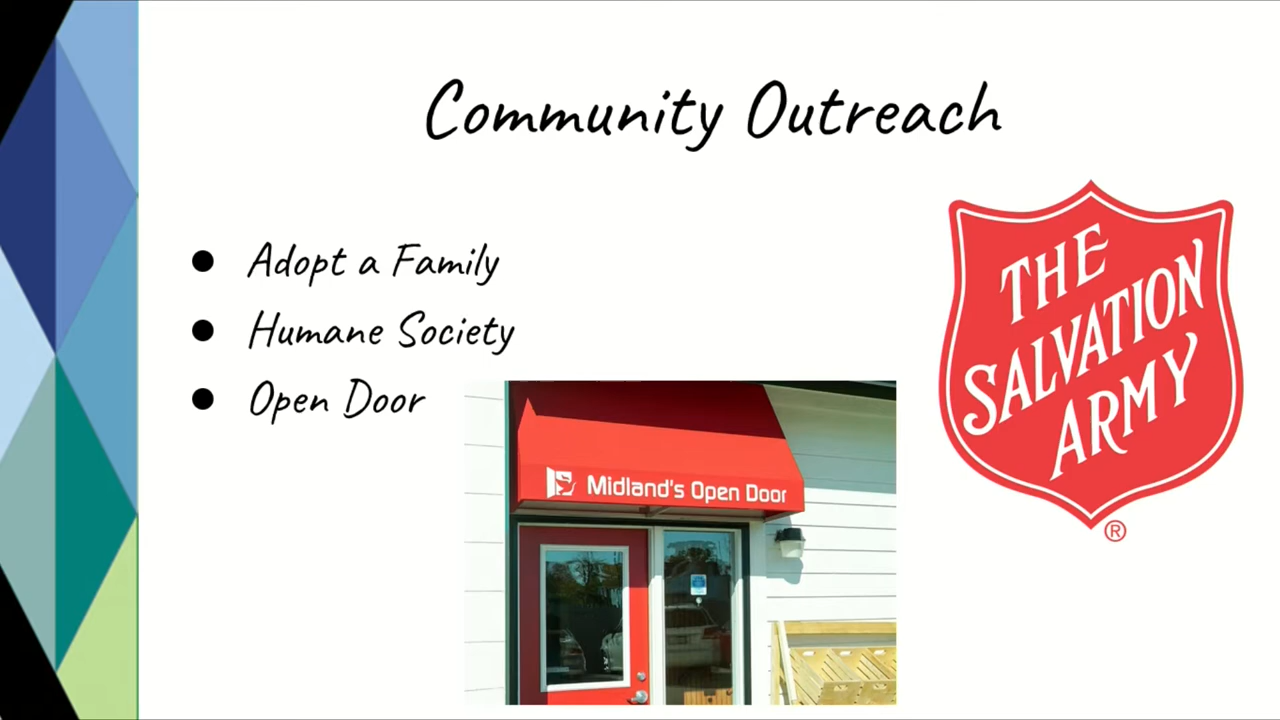 Community Outreach
Adopt a Family
Humane Society
Open Door
Midland's Open Door
THE
SALVATION
ARMY
®